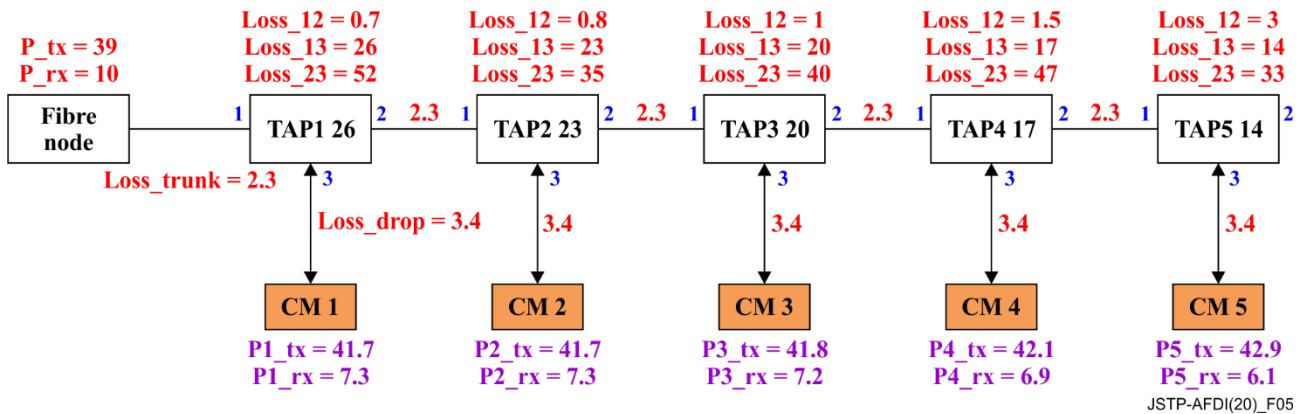 Loss_12 = 0.7
Loss_12 = 0.8
Loss_12 = 1
Loss_12 = 1.5
Loss_12 = 3
P_tx = 39
Loss_13 = 26
Loss_13 = 23
Loss_13 = 20
Loss_13 = 17
Loss_13 = 14
P_rx = 10
Loss_23 = 52
Loss_23 = 35
Loss_23 = 40
Loss_23 = 47
Loss_23 = 33
Fibre
node
1
TAP1 26
2
2.3
1
TAP2 23
2
2.3
1
TAP3 20
2
2.3
1
TAP4 17
2
2.3
1
TAP5 14
2
Loss_trunk = 2.3
3
3
3
3
3
Loss_drop = 3.4
3.4
3.4
3.4
3.4
CM 1
CM 2
CM 3
CM 4
CM 5
P1_tx = 41.7
P2_tx = 41.7
P3_tx = 41.8
P4_tx = 42.1
P5_tx = 42.9
P1_rx = 7.3
P2_rx = 7.3
P3_rx = 7.2
P4_rx = 6.9
P5_rx = 6.1
JSTP-AFDI(20)_F05